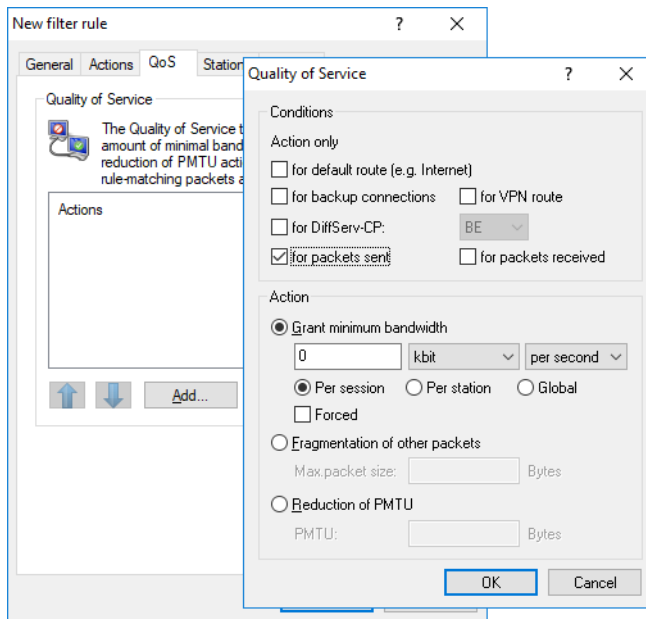 New filter rule
?
General
Actions
QoS
Station
Quality of Service
The Quality of Service t
amount of minimal band
reduction of PMTU acti
rule-matching packets a
Actions
Add...
Quality of Service
?
Conditions
Action only
for default route (e.g. Internet)
for backup connections
for VPN route
for DiffServ-CP:
BE
for packets sent
for packets received
Action
Grant minimum bandwidth
0
kbit
per second
Per session
Per station
Global
Forced
Fragmentation of other packets
Max.packet size:
Bytes
Reduction of PMTU
PMTU:
Bytes
OK
Cancel